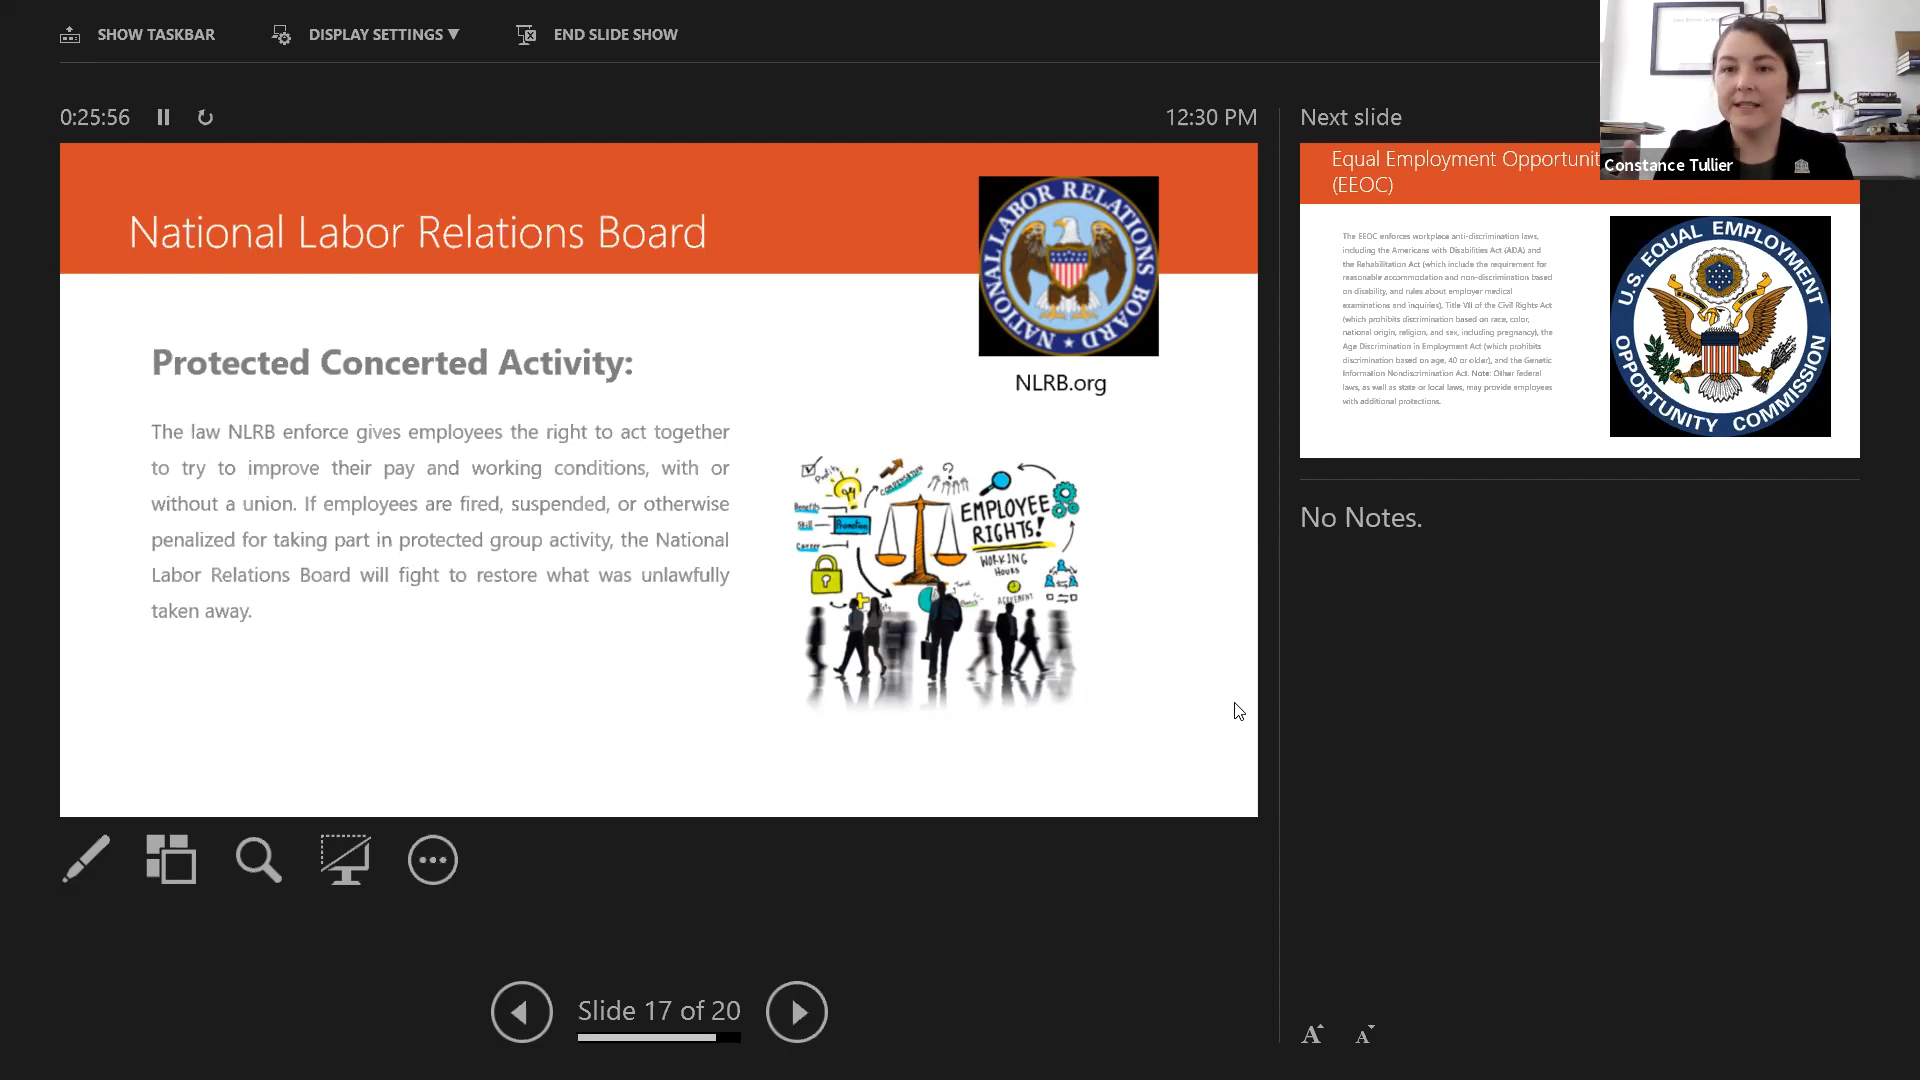 SHOW TASKBAR
DISPLAY SETTINGS ▼
END SLIDE SHOW
0:25:56
12:30 PM
Next slide
Constance Tullier
National Labor Relations Board
NATIONAL LABOR RELATIONS BOARD
NLRB.org
Protected Concerted Activity:
The law NLRB enforce gives employees the right to act together
to try to improve their pay and working conditions, with or
without a union. If employees are fired, suspended, or otherwise
penalized for taking part in protected group activity, the National
Labor Relations Board will fight to restore what was unlawfully
taken away.
Profit
COMPENSATION
?
Benefits
Skill
Promotion
Career
EMPLOYEE
RIGHTS!
WORKING
HOURS
AGREEMENT
Equal Employment Opportunit
(EEOC)
The EEOC enforces workplace anti-discrimination laws,
including the Americans with Disabilities Act (ADA) and
the Rehabilitation Act (which include the requirement for
reasonable accommodation and non-discrimination based
on disability, and rules about employer medical
examinations and inquiries), Title VII of the Civil Rights Act
(which prohibits discrimination based on race, color,
national origin, religion, and sex, including pregnancy), the
Age Discrimination in Employment Act (which prohibits
discrimination based on age, 40 or older), and the Genetic
Information Nondiscrimination Act. Note: Other federal
laws, as well as state or local laws, may provide employees
with additional protections.
U.S. EQUAL EMPLOYMENT
OPPORTUNITY COMMISSION
No Notes.
Slide 17 of 20
A A